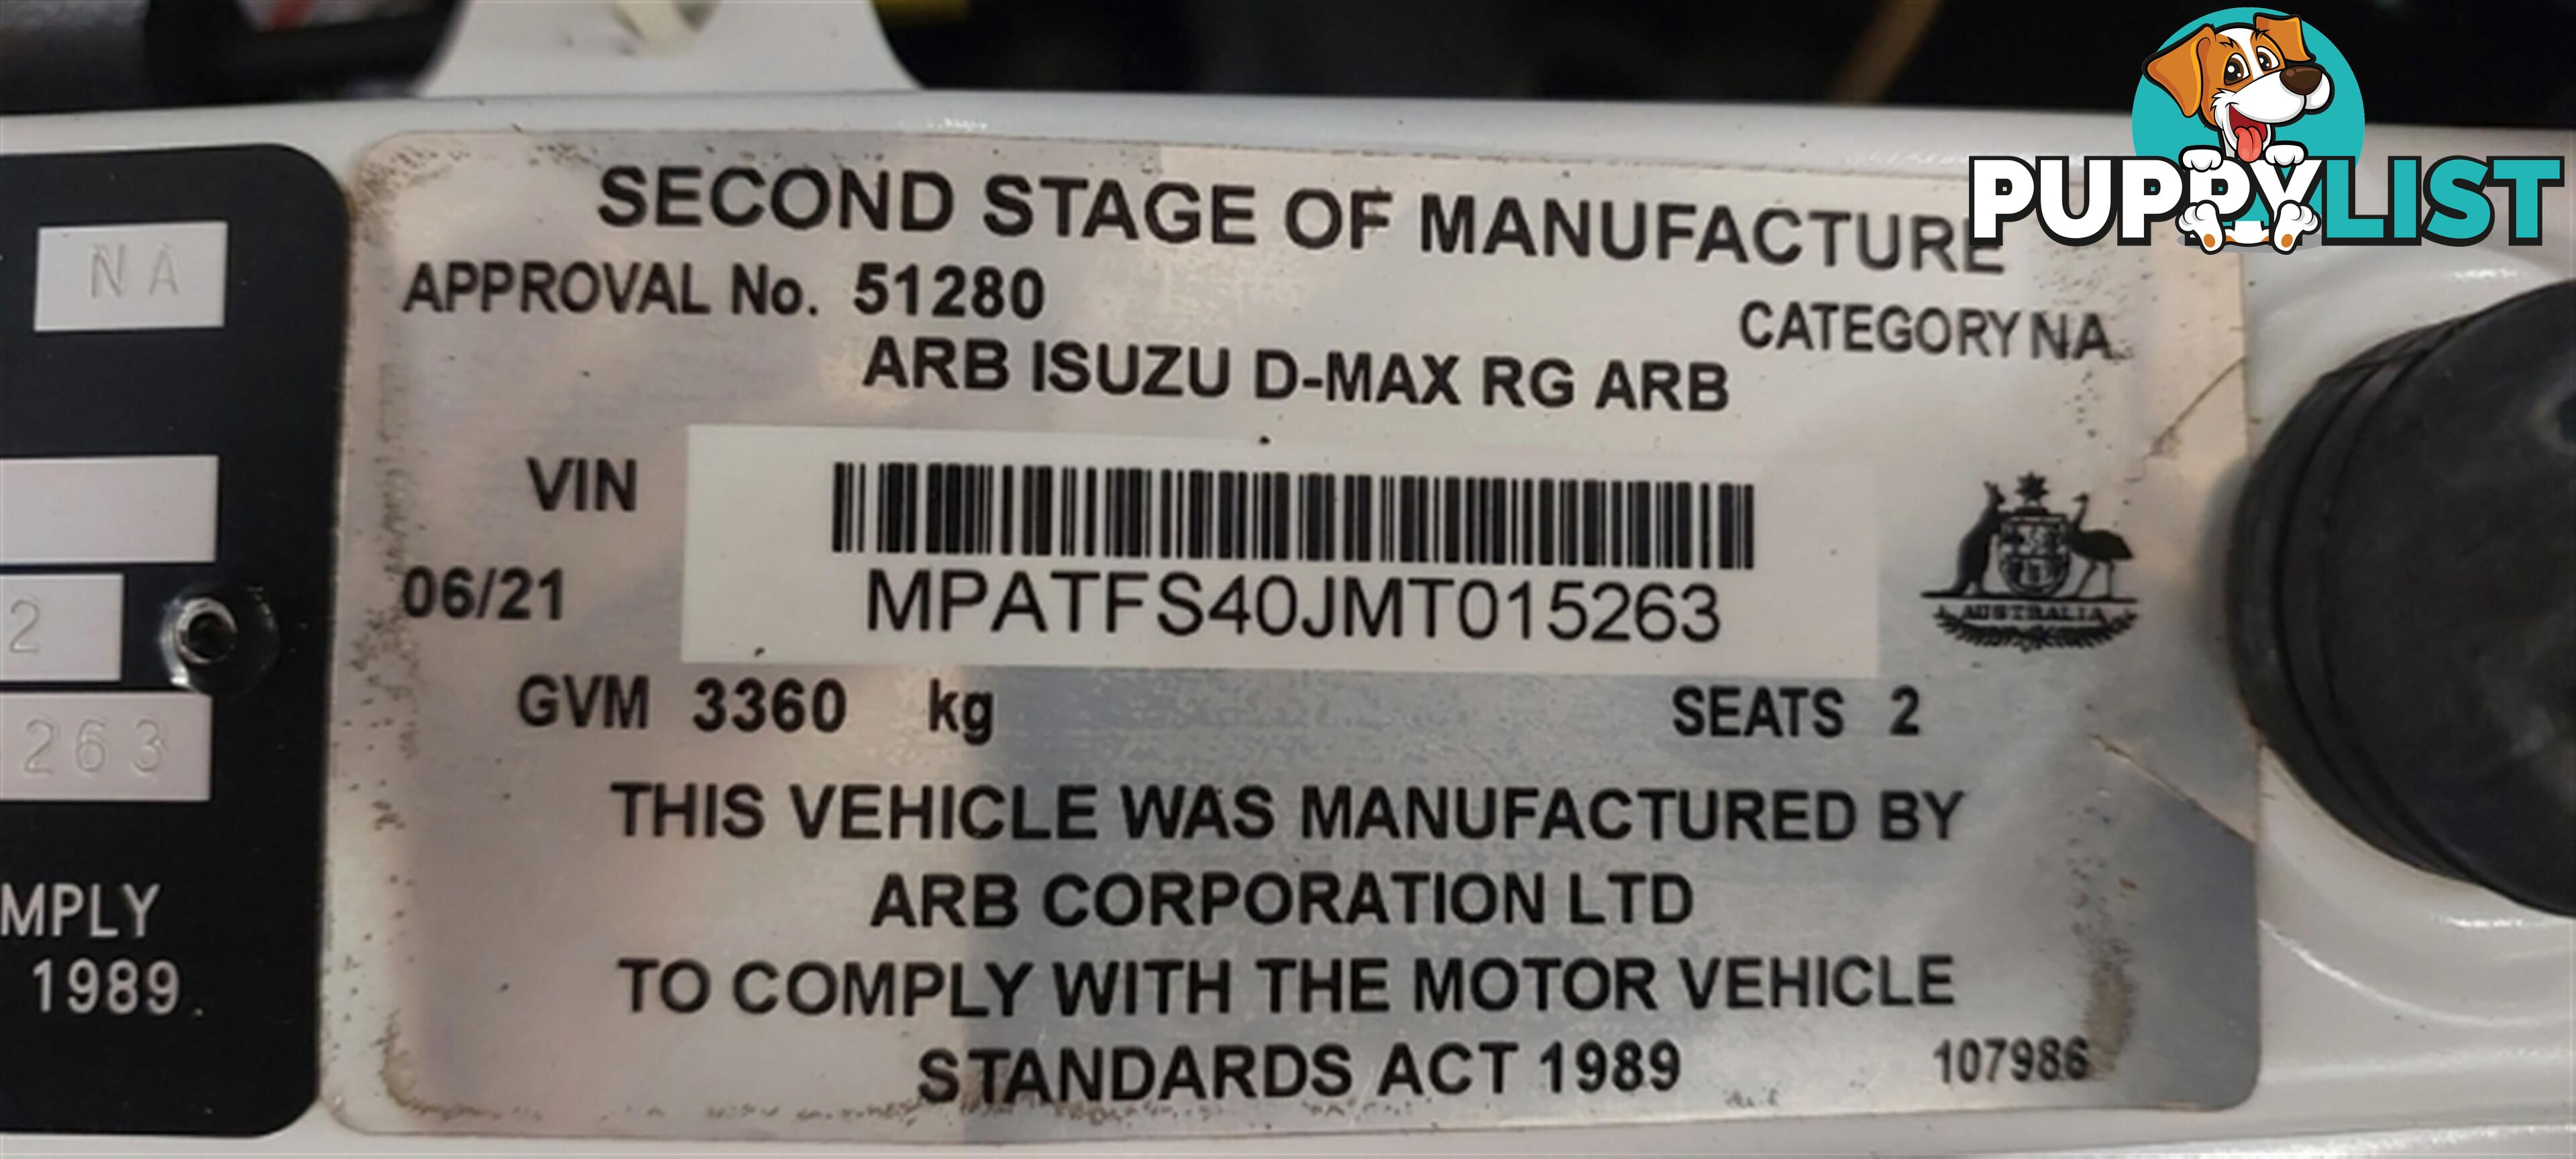 PUPPYLIST
NA
2
263
MPLY
1989.
SECOND STAGE OF MANUFACTURE
APPROVAL No. 51280
CATEGORY NA
ARB ISUZU D-MAX RG ARB
VIN
06/21
MPATFS40JMT015263
AUSTRALIA
GVM 3360 kg SEATS 2
THIS VEHICLE WAS MANUFACTURED BY
ARB CORPORATION LTD
TO COMPLY WITH THE MOTOR VEHICLE
STANDARDS ACT 1989
107986